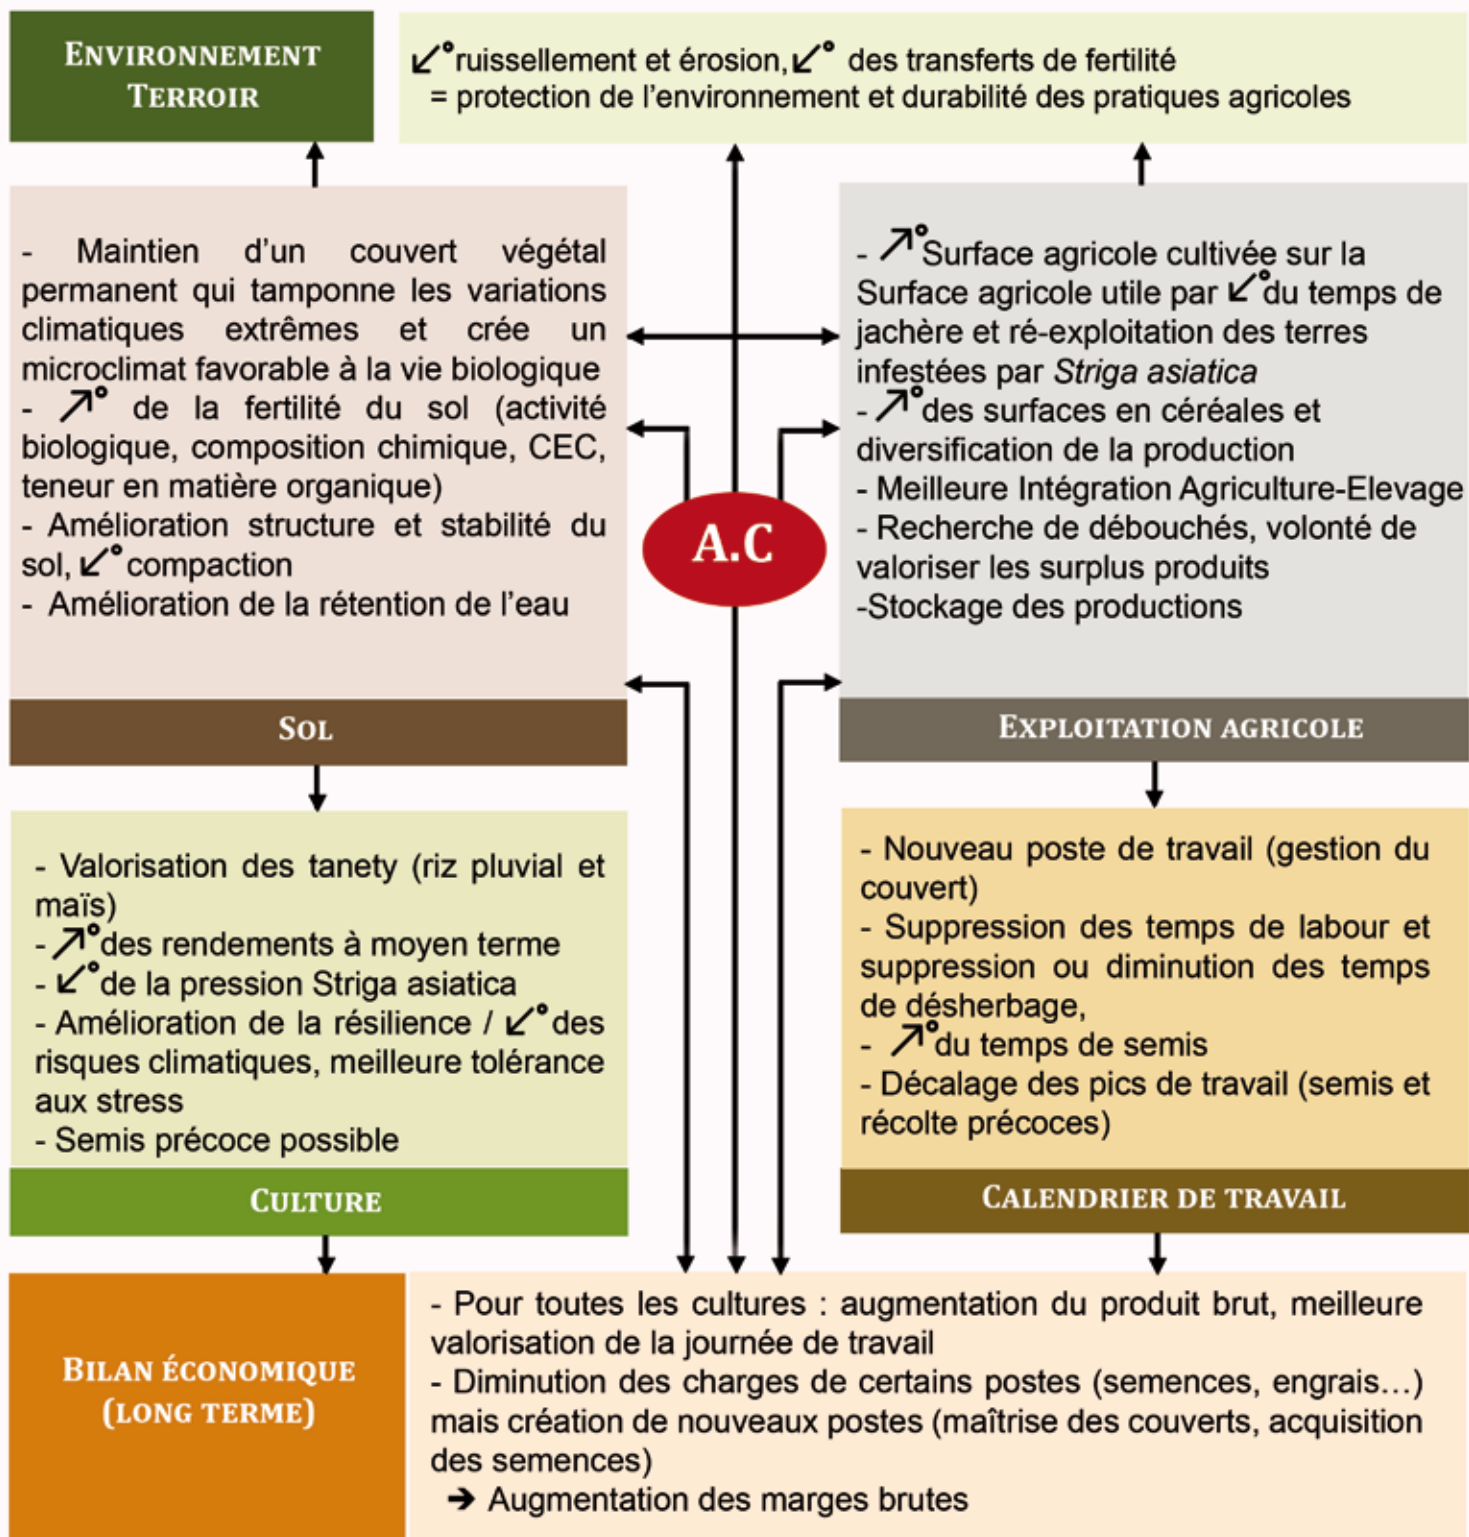 ENVIRONNEMENT
TERROIR
↙° ruissellement et érosion, ↙° des transferts de fertilité
= protection de l'environnement et durabilité des pratiques agricoles
- Maintien d'un couvert végétal
permanent qui tamponne les variations
climatiques extrêmes et crée un
microclimat favorable à la vie biologique
- ↗° de la fertilité du sol (activité
biologique, composition chimique, CEC,
teneur en matière organique)
- Amélioration structure et stabilité du
sol, ↙° compaction
- Amélioration de la rétention de l'eau
SOL
- ↗° Surface agricole cultivée sur la
Surface agricole utile par ↙° du temps de
jachère et ré-exploitation des terres
infestées par Striga asiatica
- ↗° des surfaces en céréales et
diversification de la production
- Meilleure Intégration Agriculture-Elevage
- Recherche de débouchés, volonté de
valoriser les surplus produits
-Stockage des productions
EXPLOITATION AGRICOLE
A.C
- Valorisation des tanety (riz pluvial et
maïs)
- ↗° des rendements à moyen terme
- ↙° de la pression Striga asiatica
- Amélioration de la résilience / ↙° des
risques climatiques, meilleure tolérance
aux stress
- Semis précoce possible
CULTURE
- Nouveau poste de travail (gestion du
couvert)
- Suppression des temps de labour et
suppression ou diminution des temps
de désherbage,
- ↗° du temps de semis
- Décalage des pics de travail (semis et
récolte précoces)
CALENDRIER DE TRAVAIL
BILAN ÉCONOMIQUE
(LONG TERME)
- Pour toutes les cultures : augmentation du produit brut, meilleure
valorisation de la journée de travail
- Diminution des charges de certains postes (semences, engrais…)
mais création de nouveaux postes (maîtrise des couverts, acquisition
des semences)
➔ Augmentation des marges brutes